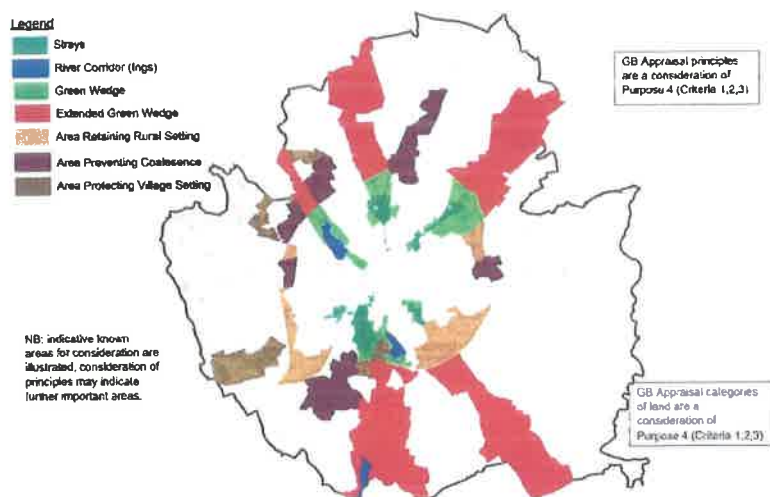 Legend
Strays
River Corridor (Ings)
Green Wedge
Extended Green Wedge
Area Retaining Rural Setting
Area Preventing Coalesence
Area Protecting Village Setting
GB Appraisal principles
are a consideration of
Purpose 4 (Criteria 1,2,3)
NB: indicative known
areas for consideration are
illustrated, consideration of
principles may indicate
further important areas.
GB Appraisal categories
of land are a
consideration of
Purpose 4 (Criteria 1,2,3)